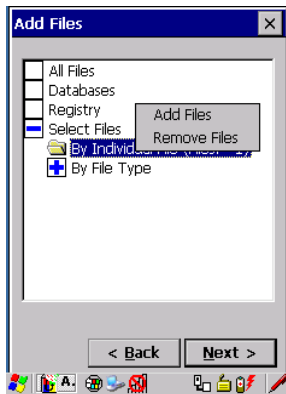 Add Files
All Files
Databases
Registry
Add Files
Select Files
Remove Files
By Individual File (Files:
By File Type
< Back
Next >
A.